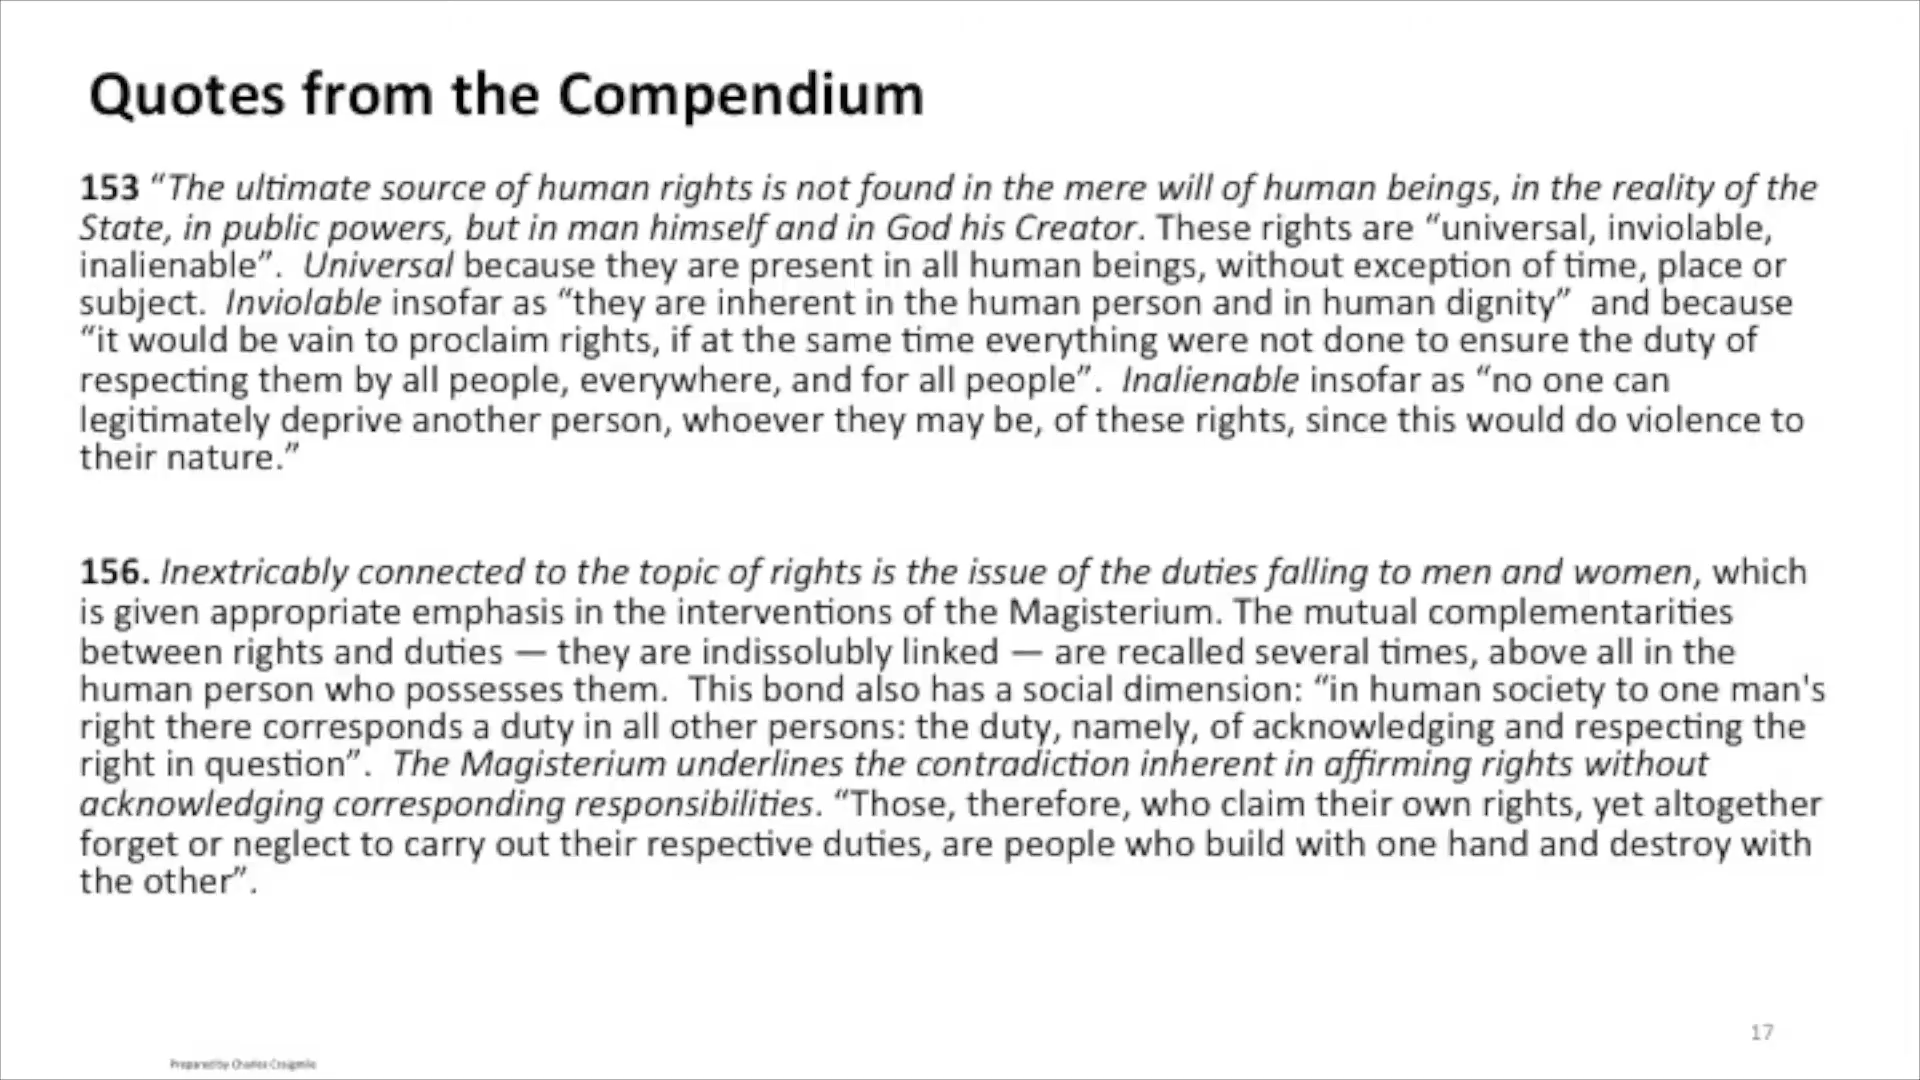 Quotes from the Compendium
153 “The ultimate source of human rights is not found in the mere will of human beings, in the reality of the
State, in public powers, but in man himself and in God his Creator. These rights are “universal, inviolable,
inalienable”. Universal because they are present in all human beings, without exception of time, place or
subject. Inviolable insofar as “they are inherent in the human person and in human dignity” and because
“it would be vain to proclaim rights, if at the same time everything were not done to ensure the duty of
respecting them by all people, everywhere, and for all people”. Inalienable insofar as “no one can
legitimately deprive another person, whoever they may be, of these rights, since this would do violence to
their nature.”
156. Inextricably connected to the topic of rights is the issue of the duties falling to men and women, which
is given appropriate emphasis in the interventions of the Magisterium. The mutual complementarities
between rights and duties — they are indissolubly linked — are recalled several times, above all in the
human person who possesses them. This bond also has a social dimension: “in human society to one man's
right there corresponds a duty in all other persons: the duty, namely, of acknowledging and respecting the
right in question”. The Magisterium underlines the contradiction inherent in affirming rights without
acknowledging corresponding responsibilities. “Those, therefore, who claim their own rights, yet altogether
forget or neglect to carry out their respective duties, are people who build with one hand and destroy with
the other”.
17
Prepared by Charles Craigmile